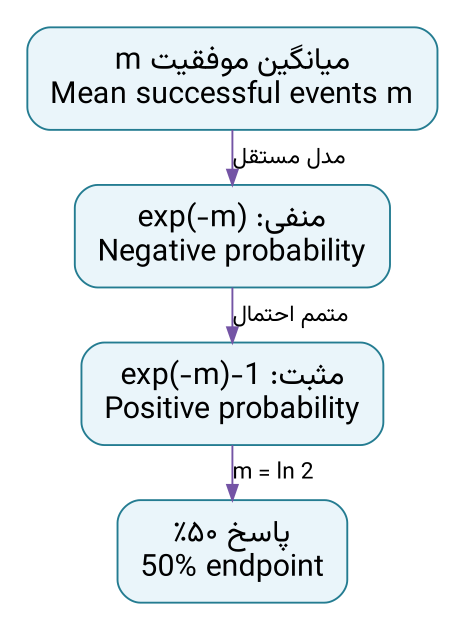 میانگین موفقیت m
Mean successful events m
مدل مستقل
منفی: exp(-m)
Negative probability
متمم احتمال
مثبت: 1-exp(-m)
Positive probability
m = ln 2
پاسخ ۵۰٪
50% endpoint